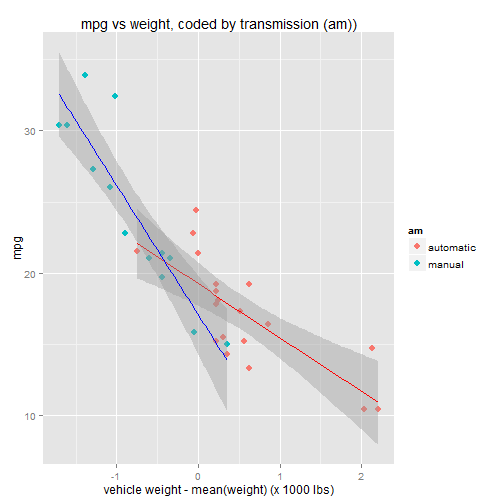 mpg vs weight, coded by transmission (am))
mpg
30
20
10
-1
0
1
2
vehicle weight - mean(weight) (x 1000 lbs)
am
automatic
manual